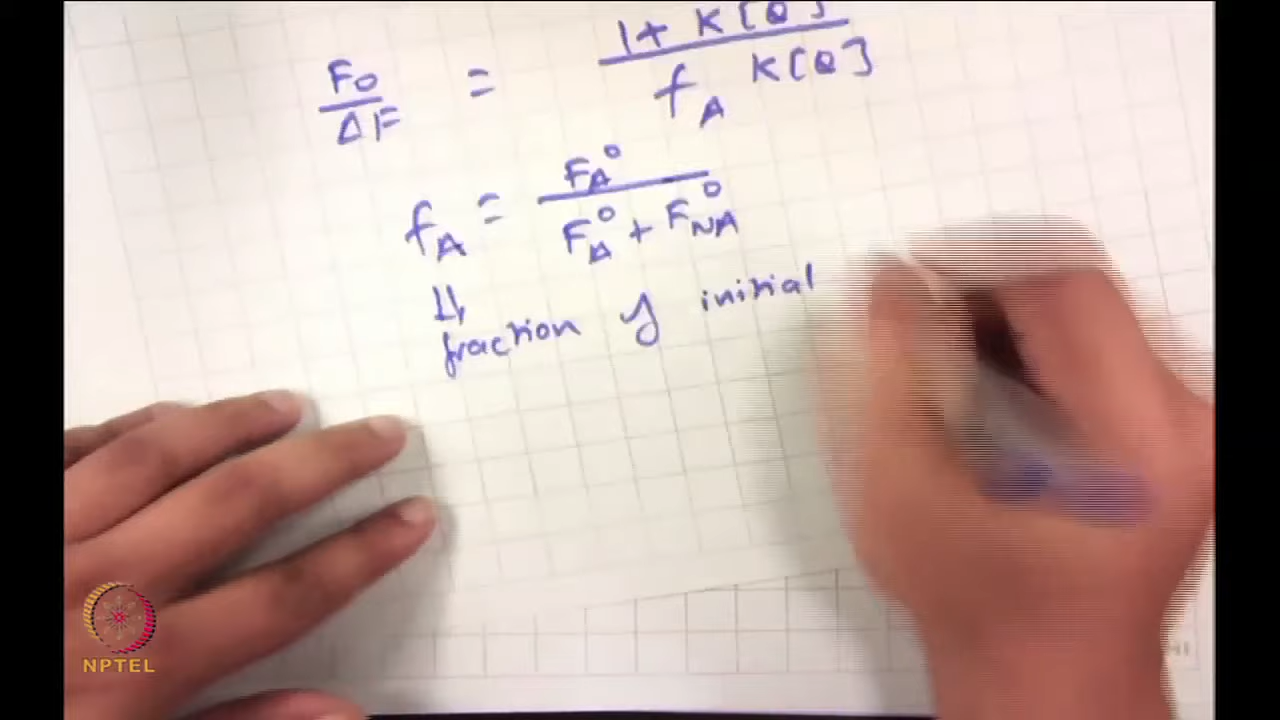 F0/ΔF = 1 + K[Q] / fA K[Q]
fA = FA⁰ / FA⁰ + FNA⁰
⇓
fraction of initial
NPTEL